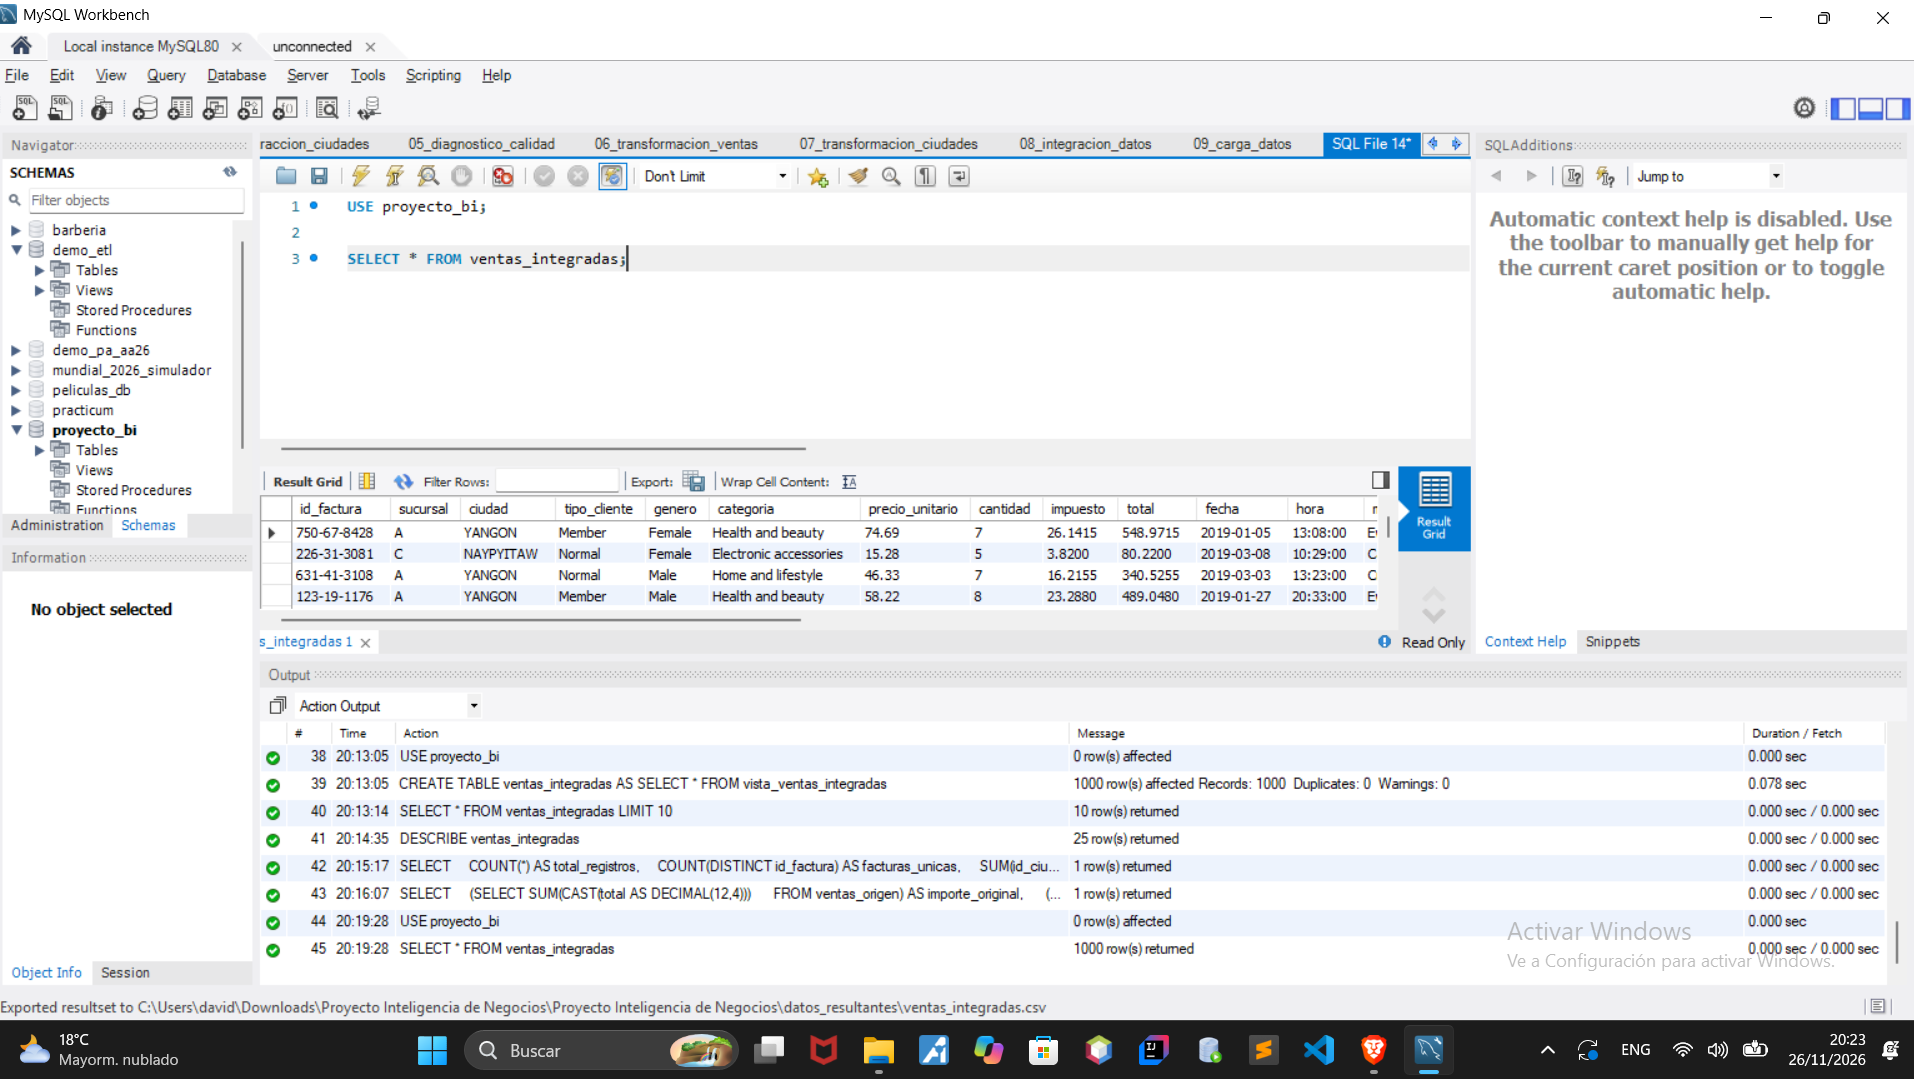 MySQL Workbench
Local instance MySQL80
unconnected
File Edit View Query Database Server Tools Scripting Help
Navigator
SCHEMAS
Filter objects
barberia
demo_etl
Tables
Views
Stored Procedures
Functions
demo_pa_aa26
mundial_2026_simulador
peliculas_db
practicum
proyecto_bi
Tables
Views
Stored Procedures
Functions
Administration Schemas
Information
No object selected
Object Info Session
raccion_ciudades 05_diagnostico_calidad 06_transformacion_ventas 07_transformacion_ciudades 08_integracion_datos 09_carga_datos SQL File 14*
Don't Limit
1 USE proyecto_bi;
2
3 SELECT * FROM ventas_integradas;
Result Grid Filter Rows: Export: Wrap Cell Content:
id_factura sucursal ciudad tipo_cliente genero categoria precio_unitario cantidad impuesto total fecha hora
750-67-8428 A YANGON Member Female Health and beauty 74.69 7 26.1415 548.9715 2019-01-05 13:08:00
226-31-3081 C NAYPYITAW Normal Female Electronic accessories 15.28 5 3.8200 80.2200 2019-03-08 10:29:00
631-41-3108 A YANGON Normal Male Home and lifestyle 46.33 7 16.2155 340.5255 2019-03-03 13:23:00
123-19-1176 A YANGON Member Male Health and beauty 58.22 8 23.2880 489.0480 2019-01-27 20:33:00
Result Grid
s_integradas 1
Read Only
SQLAdditions
Jump to
Automatic context help is disabled. Use
the toolbar to manually get help for
the current caret position or to toggle
automatic help.
Context Help Snippets
Output
Action Output
# Time Action Message Duration / Fetch
38 20:13:05 USE proyecto_bi 0 row(s) affected 0.000 sec
39 20:13:05 CREATE TABLE ventas_integradas AS SELECT * FROM vista_ventas_integradas 1000 row(s) affected Records: 1000 Duplicates: 0 Warnings: 0 0.078 sec
40 20:13:14 SELECT * FROM ventas_integradas LIMIT 10 10 row(s) returned 0.000 sec / 0.000 sec
41 20:14:35 DESCRIBE ventas_integradas 25 row(s) returned 0.000 sec / 0.000 sec
42 20:15:17 SELECT COUNT(*) AS total_registros, COUNT(DISTINCT id_factura) AS facturas_unicas, SUM(id_ciu... 1 row(s) returned 0.000 sec / 0.000 sec
43 20:16:07 SELECT (SELECT SUM(CAST(total AS DECIMAL(12,4))) FROM ventas_origen) AS importe_original, (... 1 row(s) returned 0.000 sec / 0.000 sec
44 20:19:28 USE proyecto_bi 0 row(s) affected 0.000 sec
45 20:19:28 SELECT * FROM ventas_integradas 1000 row(s) returned 0.000 sec / 0.000 sec
Activar Windows
Ve a Configuración para activar Windows.
Exported resultset to C:\Users\david\Downloads\Proyecto Inteligencia de Negocios\Proyecto Inteligencia de Negocios\datos_resultantes\ventas_integradas.csv
18°C
Mayorm. nublado
Buscar
ENG
20:23
26/11/2026